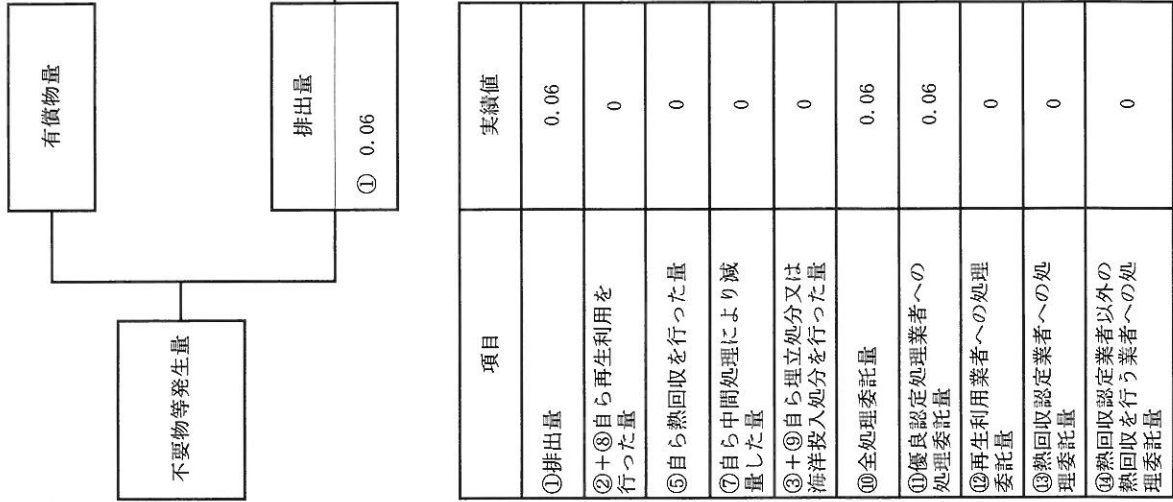 不要物等発生量
有償物量
排出量
① 0.06
項目
実績値
①排出量
0.06
②+⑧自ら再生利用を
行った量
0
⑤自ら熱回収を行った量
0
⑦自ら中間処理により減
量した量
0
③+⑨自ら埋立処分又は
海洋投入処分を行った量
0
⑩全処理委託量
0.06
⑪優良認定処理業者への
処理委託量
0.06
⑫再生利用業者への処理
委託量
0
⑬熱回収認定業者への処
理委託量
0
⑭熱回収認定業者以外の
熱回収を行う業者への処
理委託量
0